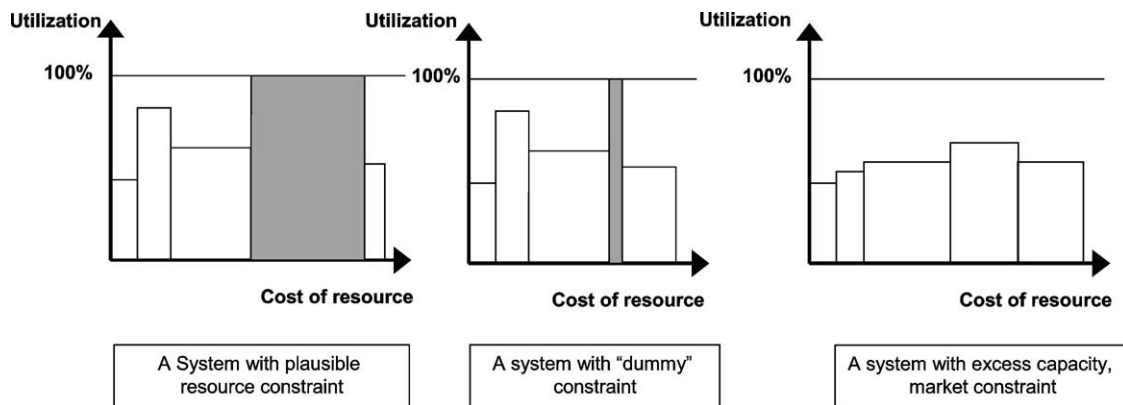 Utilization
100%
Cost of resource
A System with plausible
resource constraint
Utilization
100%
Cost of resource
A system with “dummy”
constraint
Utilization
100%
Cost of resource
A system with excess capacity,
market constraint